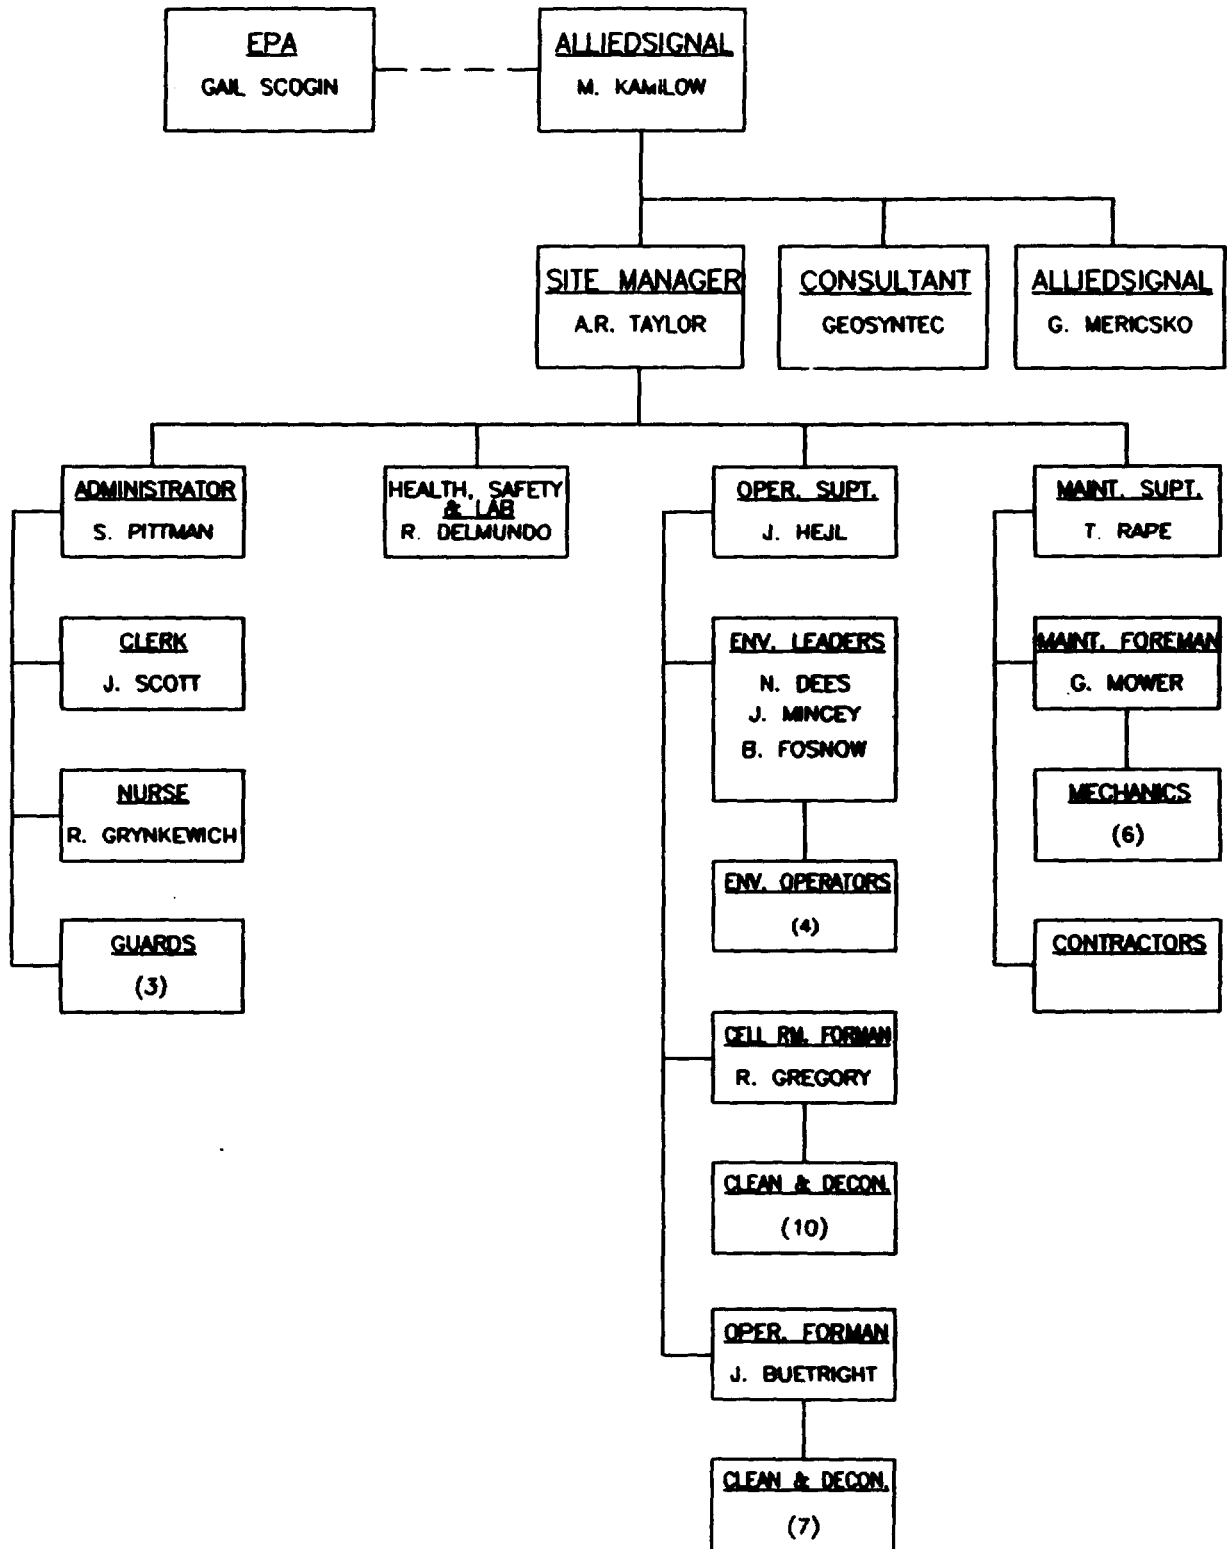 EPA
GAIL SCOGIN
ALLIEDSIGNAL
M. KAMILOW
SITE MANAGER
A.R. TAYLOR
CONSULTANT
GEOSYNTEC
ALLIEDSIGNAL
G. MERICSKO
ADMINISTRATOR
S. PITTMAN
HEALTH, SAFETY
& LAB
R. DELMUNDO
OPER. SUPT.
J. HEJL
MAINT. SUPT.
T. RAPE
CLERK
J. SCOTT
ENV. LEADERS
N. DEES
J. MINCEY
B. FOSNOW
MAINT. FOREMAN
G. MOWER
NURSE
R. GRYNKEWICH
MECHANICS
(6)
ENV. OPERATORS
(4)
GUARDS
(3)
CONTRACTORS
CELL RM. FORMAN
R. GREGORY
CLEAN & DECON.
(10)
OPER. FORMAN
J. BUETRIGHT
CLEAN & DECON.
(7)